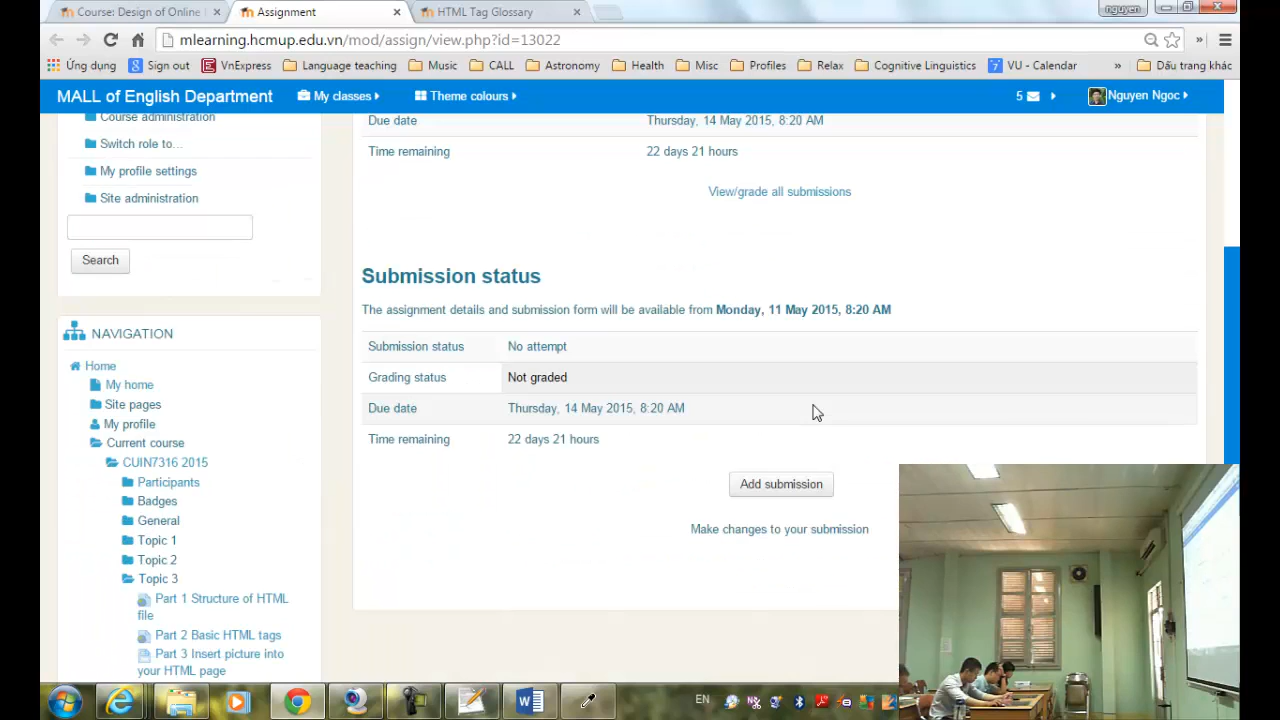 Course: Design of Online
Assignment
HTML Tag Glossary
nguyen
mlearning.hcmup.edu.vn/mod/assign/view.php?id=13022
Ứng dụng
Sign out
VnExpress
Language teaching
Music
CALL
Astronomy
Health
Misc
Profiles
Relax
Cognitive Linguistics
7 VU - Calendar
»
Dấu trang khác
MALL of English Department
My classes
Theme colours
5
Nguyen Ngoc
Course administration
Switch role to...
My profile settings
Site administration
Search
Due date Thursday, 14 May 2015, 8:20 AM
Time remaining 22 days 21 hours
View/grade all submissions
Submission status
The assignment details and submission form will be available from Monday, 11 May 2015, 8:20 AM
Submission status No attempt
Grading status Not graded
Due date Thursday, 14 May 2015, 8:20 AM
Time remaining 22 days 21 hours
Add submission
Make changes to your submission
NAVIGATION
Home
My home
Site pages
My profile
Current course
CUIN7316 2015
Participants
Badges
General
Topic 1
Topic 2
Topic 3
Part 1 Structure of HTML
file
Part 2 Basic HTML tags
Part 3 Insert picture into
your HTML page
EN